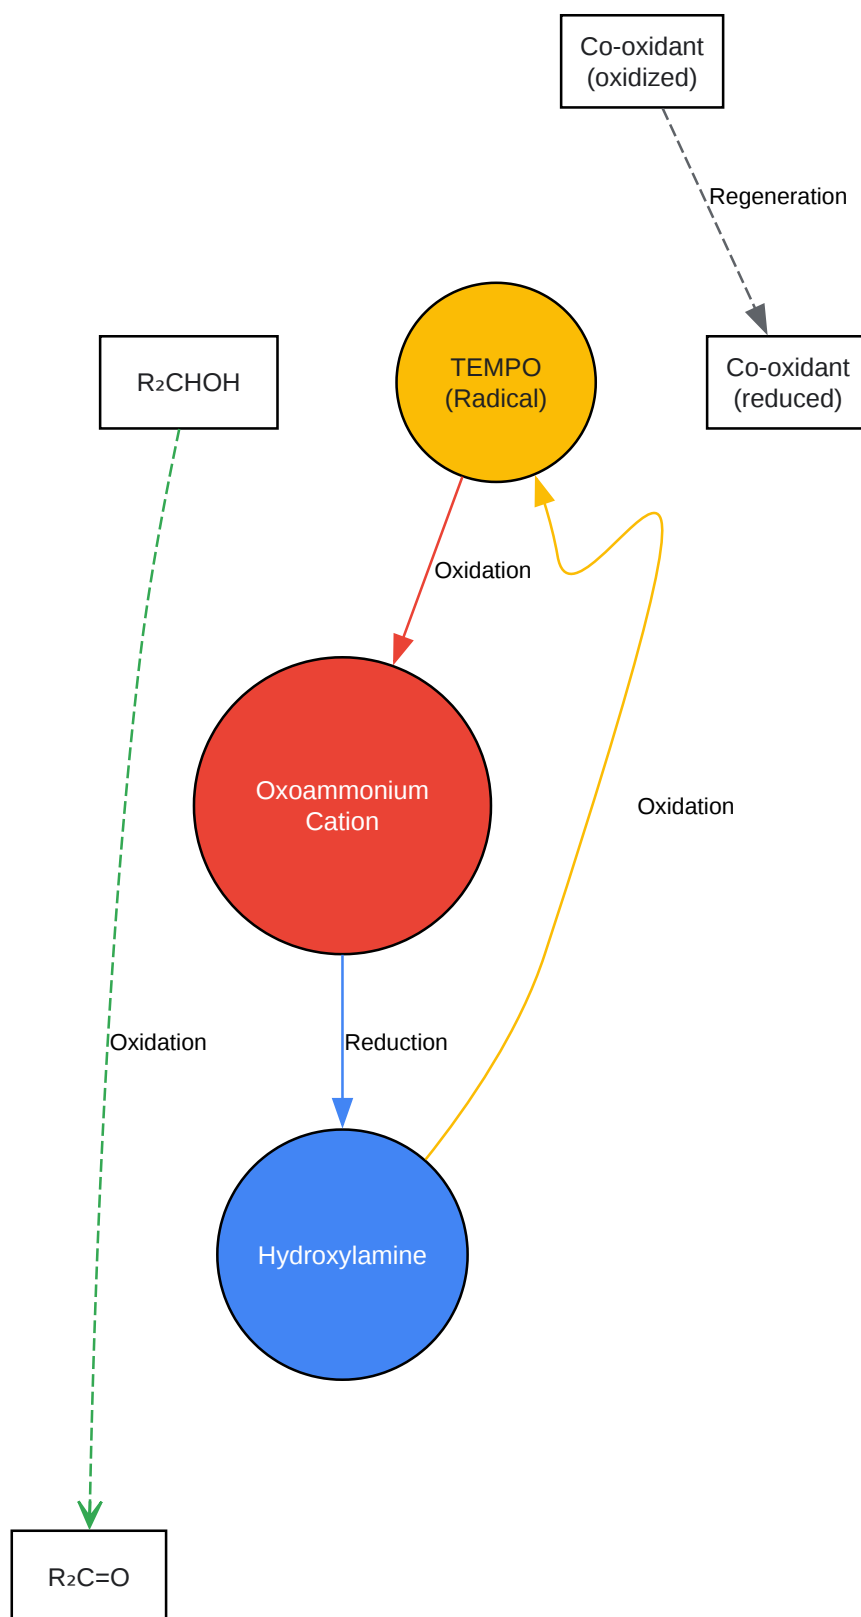 Co-oxidant
(oxidized)
Regeneration
R₂CHOH
TEMPO
(Radical)
Co-oxidant
(reduced)
Oxidation
Oxoammonium
Cation
Oxidation
Oxidation
Reduction
Hydroxylamine
R₂C=O